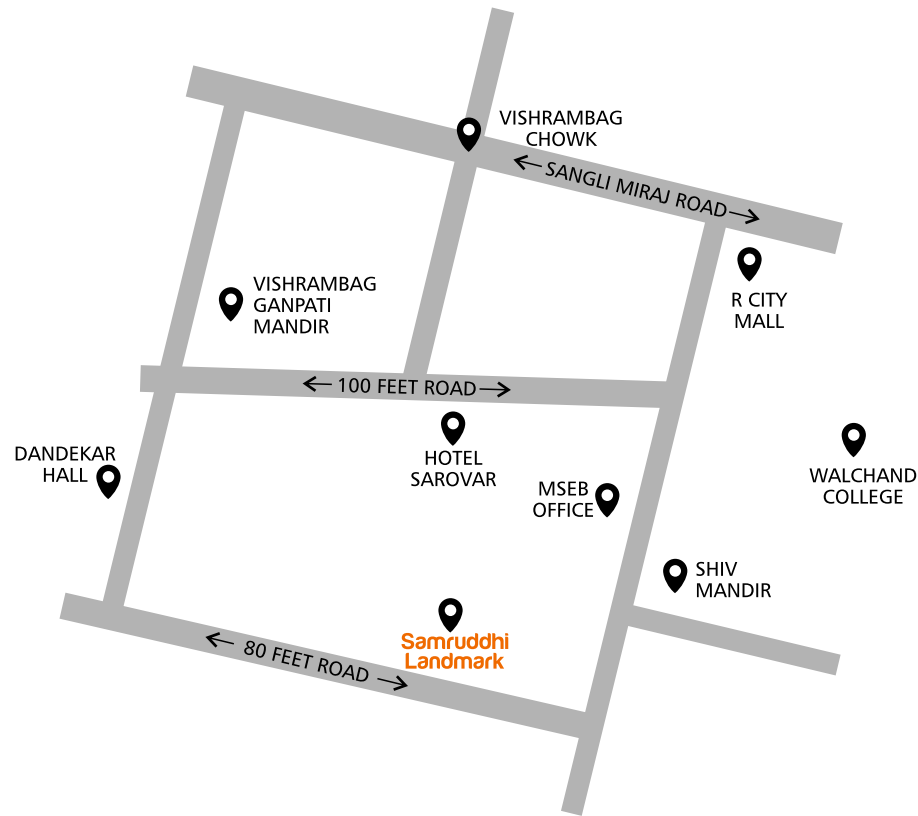 VISHRAMBAG
CHOWK
SANGLI MIRAJ ROAD
VISHRAMBAG
GANPATI
MANDIR
R CITY
MALL
100 FEET ROAD
HOTEL
SAROVAR
DANDEKAR
HALL
MSEB
OFFICE
WALCHAND
COLLEGE
SHIV
MANDIR
Samruddhi
Landmark
80 FEET ROAD